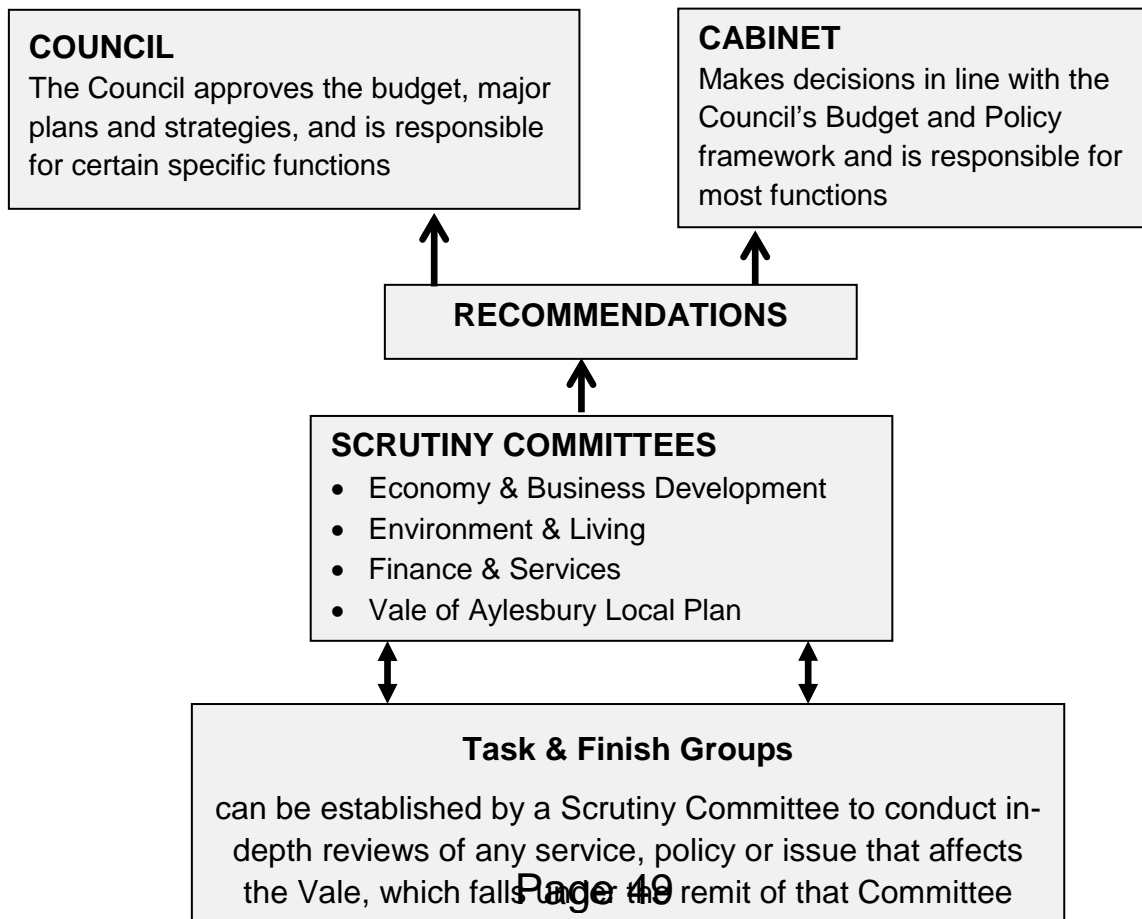 COUNCIL
The Council approves the budget, major
plans and strategies, and is responsible
for certain specific functions
CABINET
Makes decisions in line with the
Council’s Budget and Policy
framework and is responsible for
most functions
RECOMMENDATIONS
SCRUTINY COMMITTEES
• Economy & Business Development
• Environment & Living
• Finance & Services
• Vale of Aylesbury Local Plan
Task & Finish Groups
can be established by a Scrutiny Committee to conduct in-
depth reviews of any service, policy or issue that affects
the Vale, which falls under the remit of that Committee
Page 49